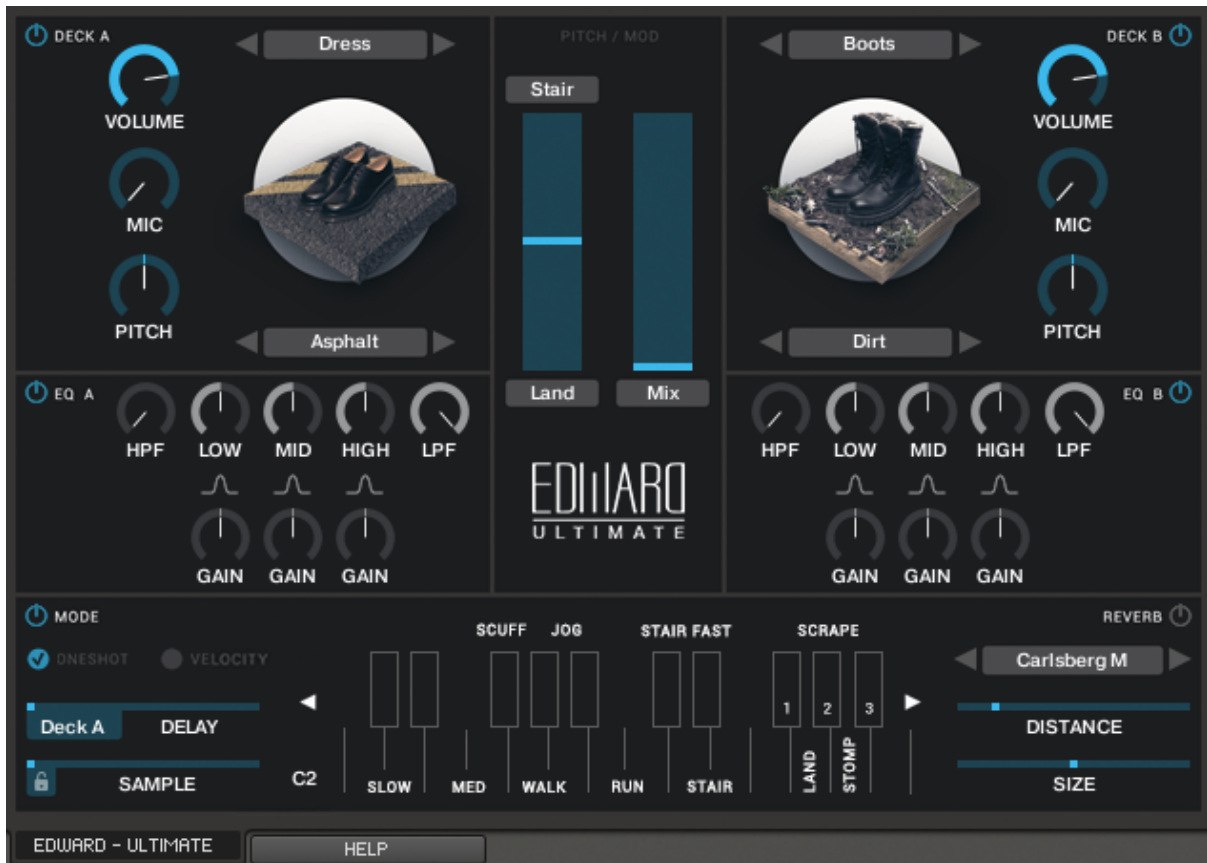 DECK A
Dress
PITCH / MOD
Boots
DECK B
VOLUME
Stair
VOLUME
MIC
MIC
PITCH
PITCH
Asphalt
Dirt
Land
Mix
EQ A
EQ B
HPF LOW MID HIGH LPF
HPF LOW MID HIGH LPF
EDWARD
ULTIMATE
GAIN GAIN GAIN
GAIN GAIN GAIN
MODE
REVERB
SCUFF JOG STAIR FAST SCRAPE
ONESHOT VELOCITY
Carlsberg M
1 2 3
Deck A DELAY
DISTANCE
SAMPLE
C2
SLOW MED WALK RUN STAIR LAND STOMP
SIZE
EDWARD - ULTIMATE
HELP